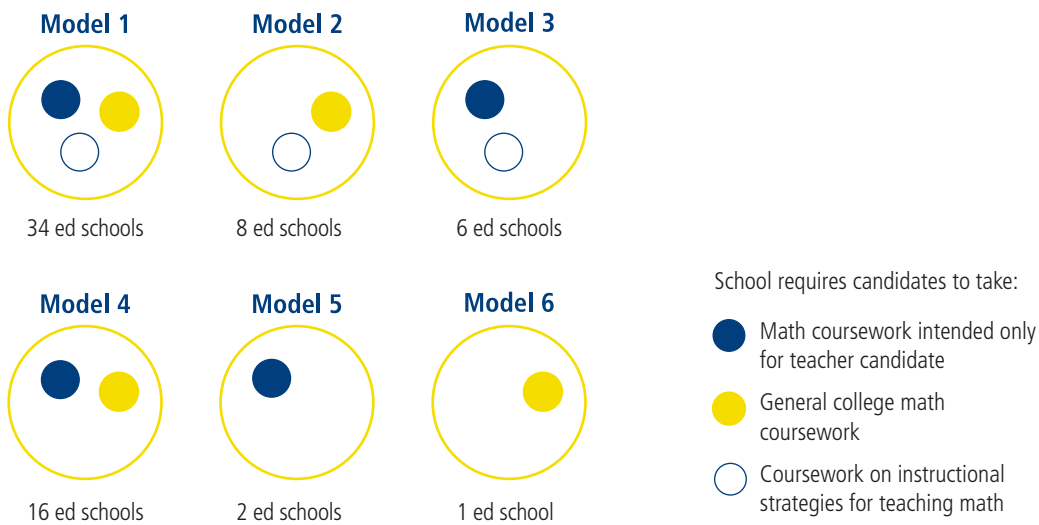 Model 1
Model 2
Model 3
34 ed schools
8 ed schools
6 ed schools
Model 4
Model 5
Model 6
16 ed schools
2 ed schools
1 ed school
School requires candidates to take:
Math coursework intended only
for teacher candidate
General college math
coursework
Coursework on instructional
strategies for teaching math